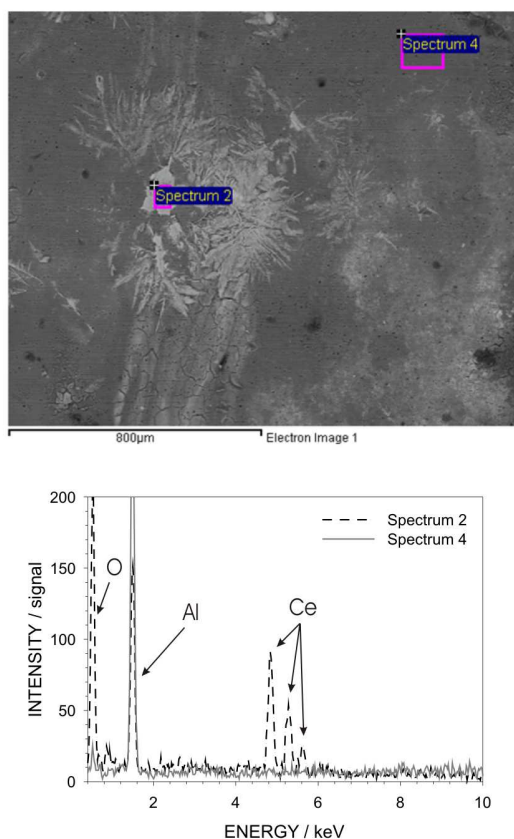 Spectrum 4
Spectrum 2
800µm Electron Image 1
200
150
100
50
0
INTENSITY / signal
Spectrum 2
Spectrum 4
O
Al
Ce
2 4 6 8 10
ENERGY / keV